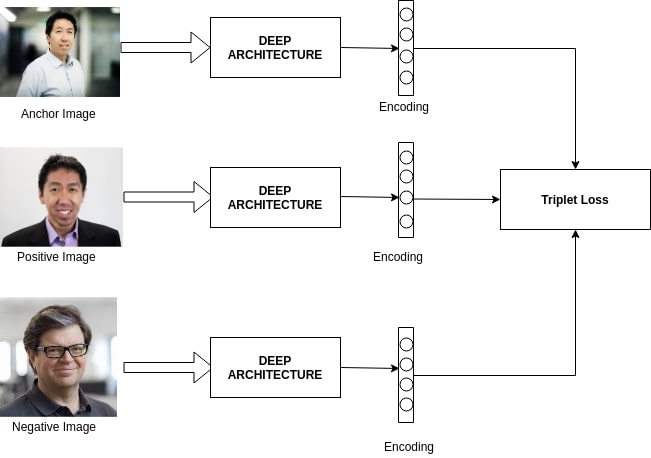 DEEP
ARCHITECTURE
Anchor Image
Encoding
DEEP
ARCHITECTURE
Triplet Loss
Positive Image
Encoding
DEEP
ARCHITECTURE
Negative Image
Encoding